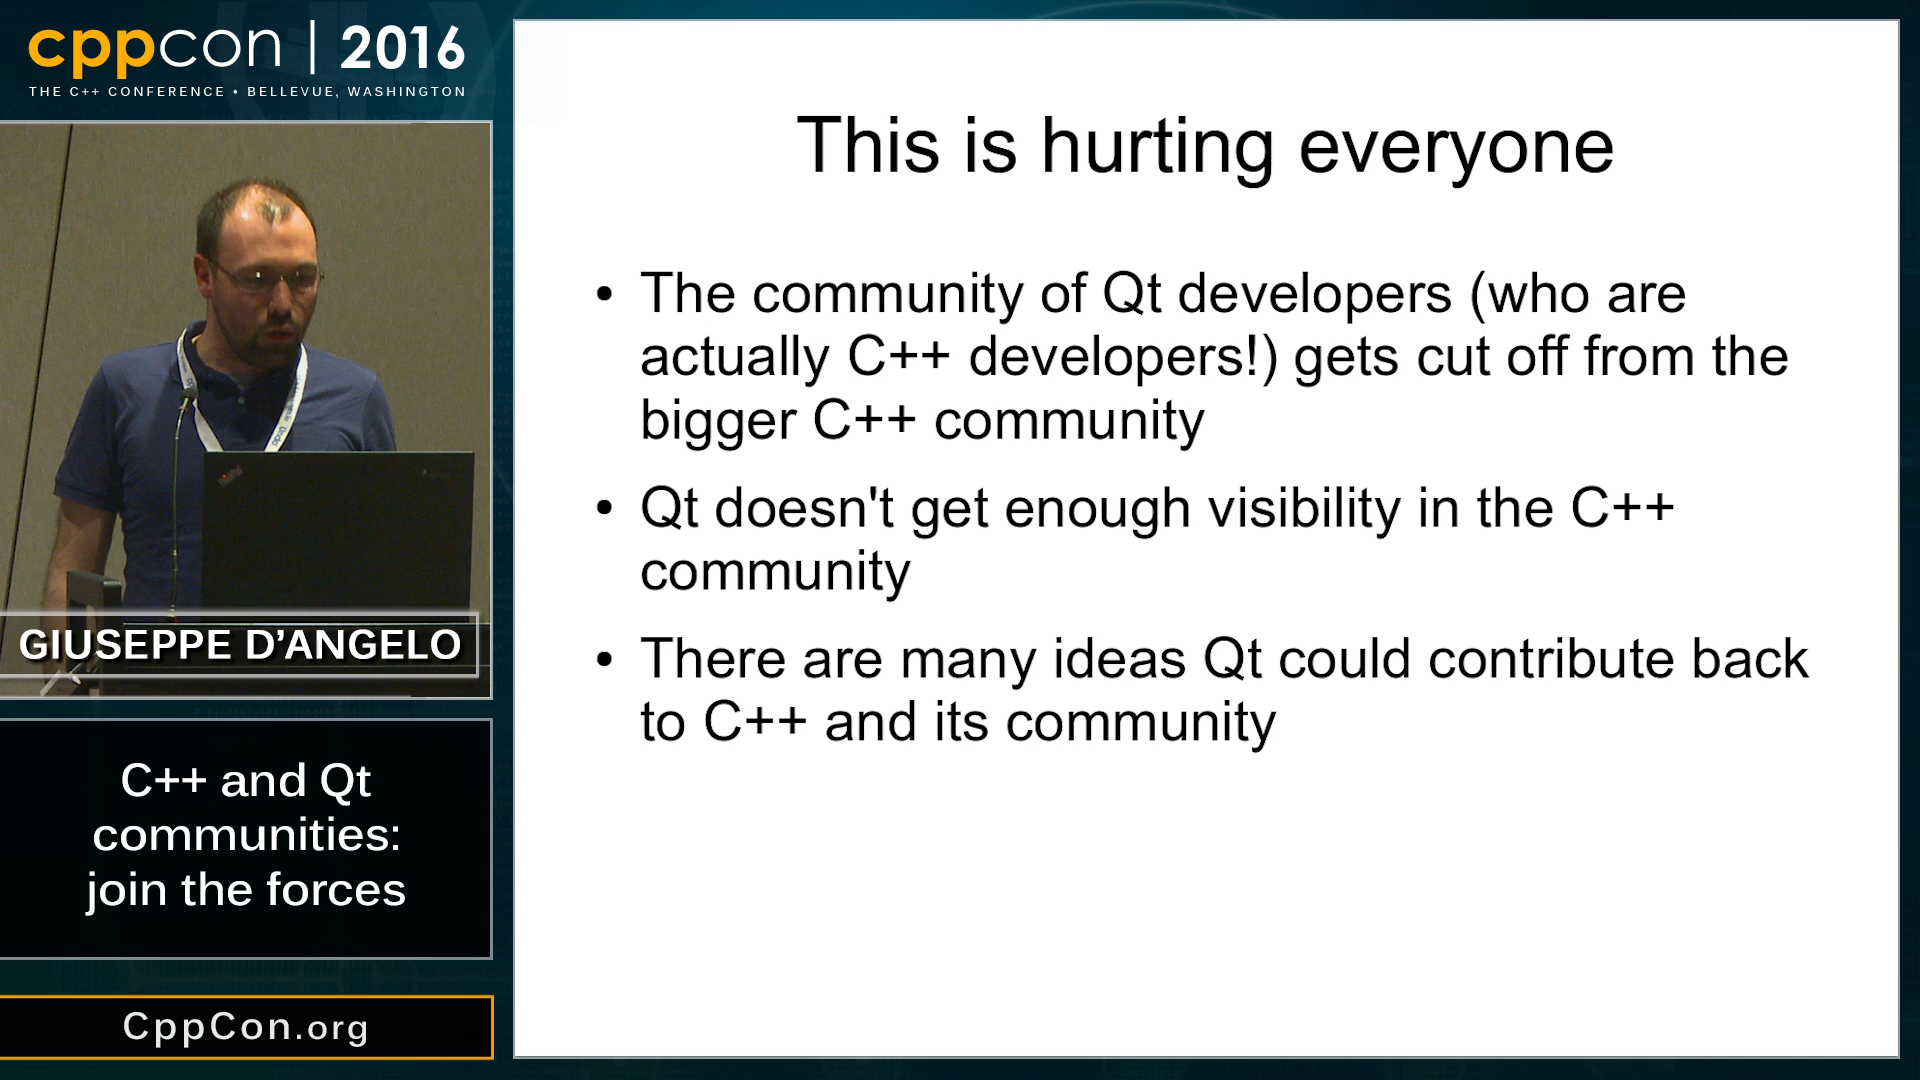 cppcon | 2016
THE C++ CONFERENCE • BELLEVUE, WASHINGTON
GIUSEPPE D’ANGELO
C++ and Qt
communities:
join the forces
CppCon.org
This is hurting everyone
• The community of Qt developers (who are
actually C++ developers!) gets cut off from the
bigger C++ community
• Qt doesn't get enough visibility in the C++
community
• There are many ideas Qt could contribute back
to C++ and its community